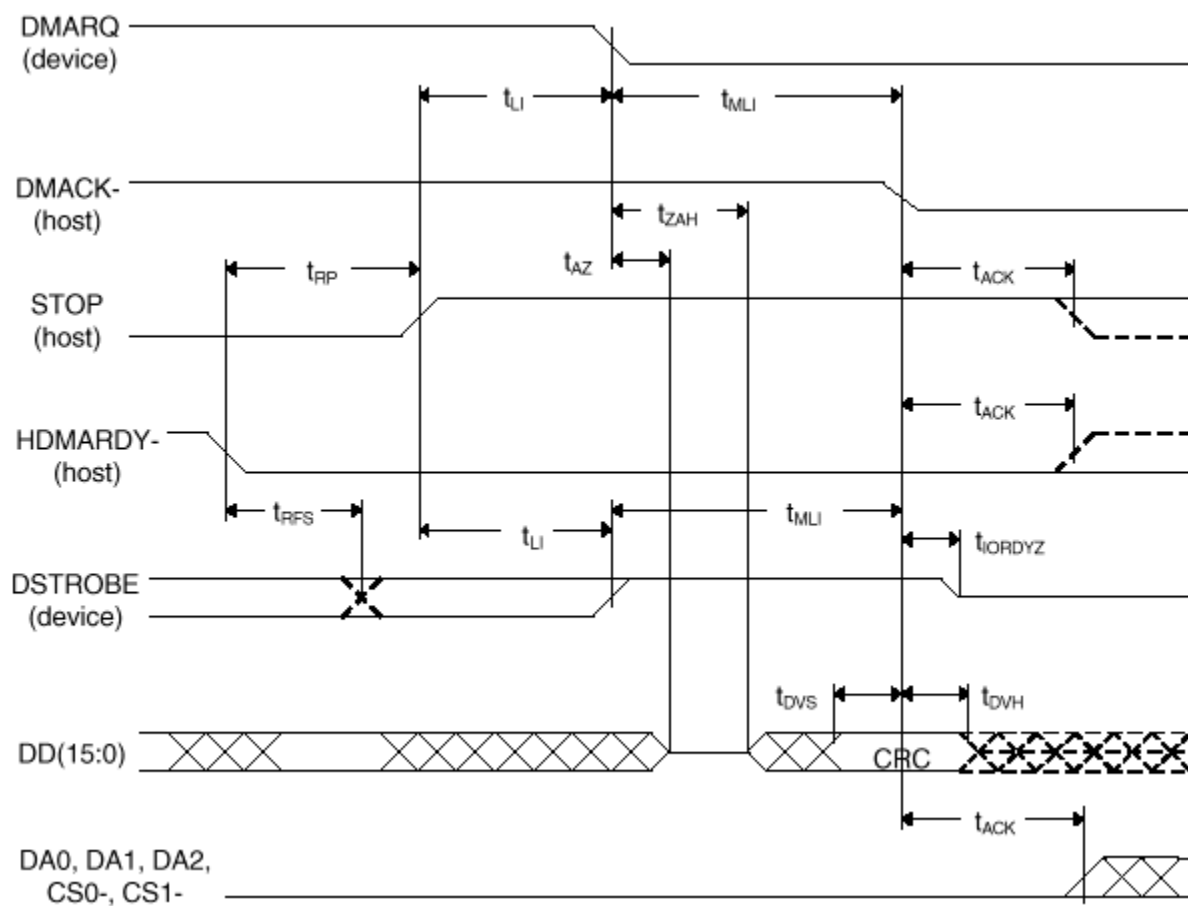 DMARQ
(device)
tLI
tMLI
DMACK-
(host)
tZAH
tAZ
tRP
tACK
STOP
(host)
tACK
HDMARDY-
(host)
tRFS
tMLI
tLI
tIORDYZ
DSTROBE
(device)
tDVS
tDVH
DD(15:0)
CRC
tACK
DA0, DA1, DA2,
CS0-, CS1-